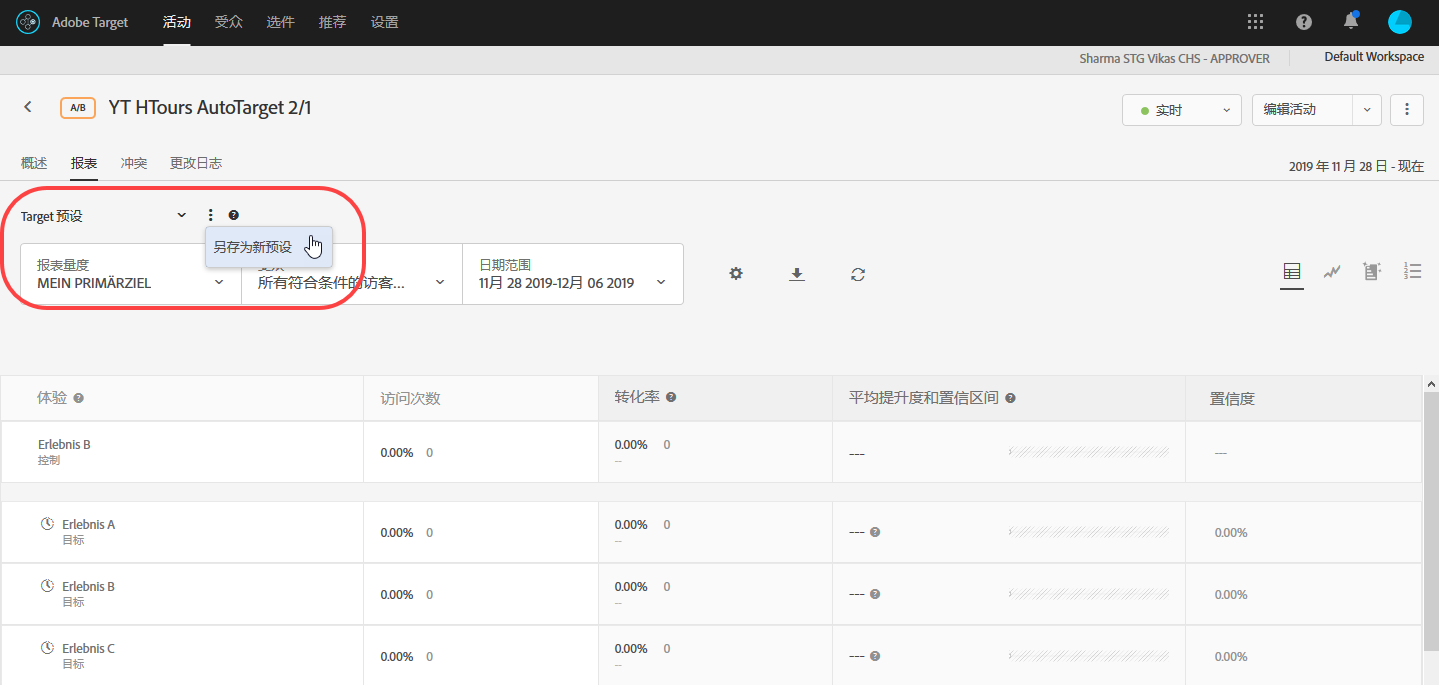 Adobe Target 活动 受众 选件 推荐 设置
Sharma STG Vikas CHS - APPROVER Default Workspace
A/B YT HTours AutoTarget 2/1 实时 编辑活动
概述 报表 冲突 更改日志 2019 年 11 月 28 日 - 现在
Target 预设
另存为新预设
报表量度 日期范围
MEIN PRIMÄRZIEL 所有符合条件的访客... 11月 28 2019-12月 06 2019
体验 访问次数 转化率 平均提升度和置信区间 置信度
Erlebnis B 0.00% 0 0.00% 0 --- ---
控制 --
Erlebnis A 0.00% 0 0.00% 0 --- 0.00%
目标 --
Erlebnis B 0.00% 0 0.00% 0 --- 0.00%
目标 --
Erlebnis C 0.00% 0 0.00% 0 --- 0.00%
目标 --